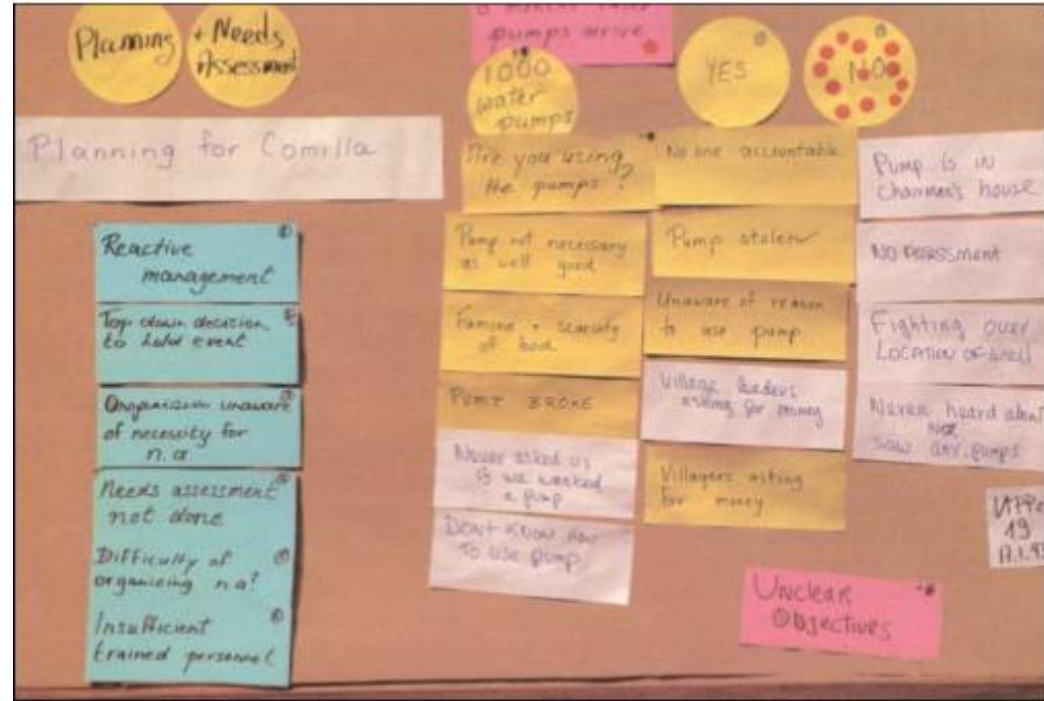 Planning
+ Needs
Assessment
Planning for Comilla
Reactive
management
Top down decision
to hold event
Organisation unaware
of necessity for
n.a
Needs assessment
not done
Difficulty of
organising n.a?
Insufficient
trained personnel
pumps arrive
1000
water
pumps
Are you using
the pumps?
Pump not necessary
as well good
Famine + scarcity
of food
PUMP BROKE
Never asked us
if we wanted
a pump
DON'T KNOW HOW
TO USE PUMP
YES
No one accountable
Pump stolen
Unaware of reason
to use pump
Village leaders
asking for money
Villagers asking
for money
NO
Pump is in
chairman's house
NO ASSESSMENT
FIGHTING OVER
LOCATION OF WELL
Never heard about
saw any pumps
UNCLEAR
OBJECTIVES
19